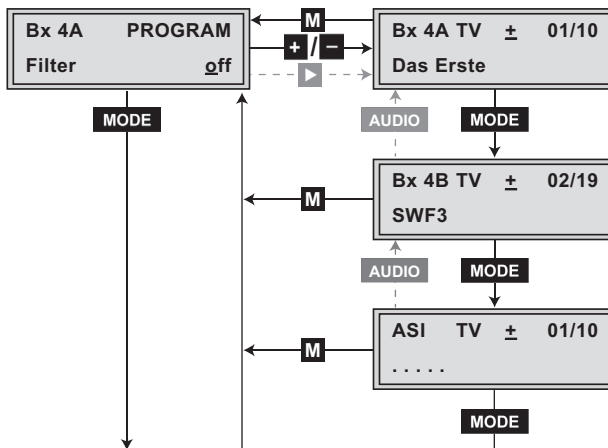 Bx 4A PROGRAM
Filter off
M
+ / −
Bx 4A TV ± 01/10
Das Erste
MODE
AUDIO
MODE
M
Bx 4B TV ± 02/19
SWF3
AUDIO
MODE
M
ASI TV ± 01/10
. . . . .
MODE